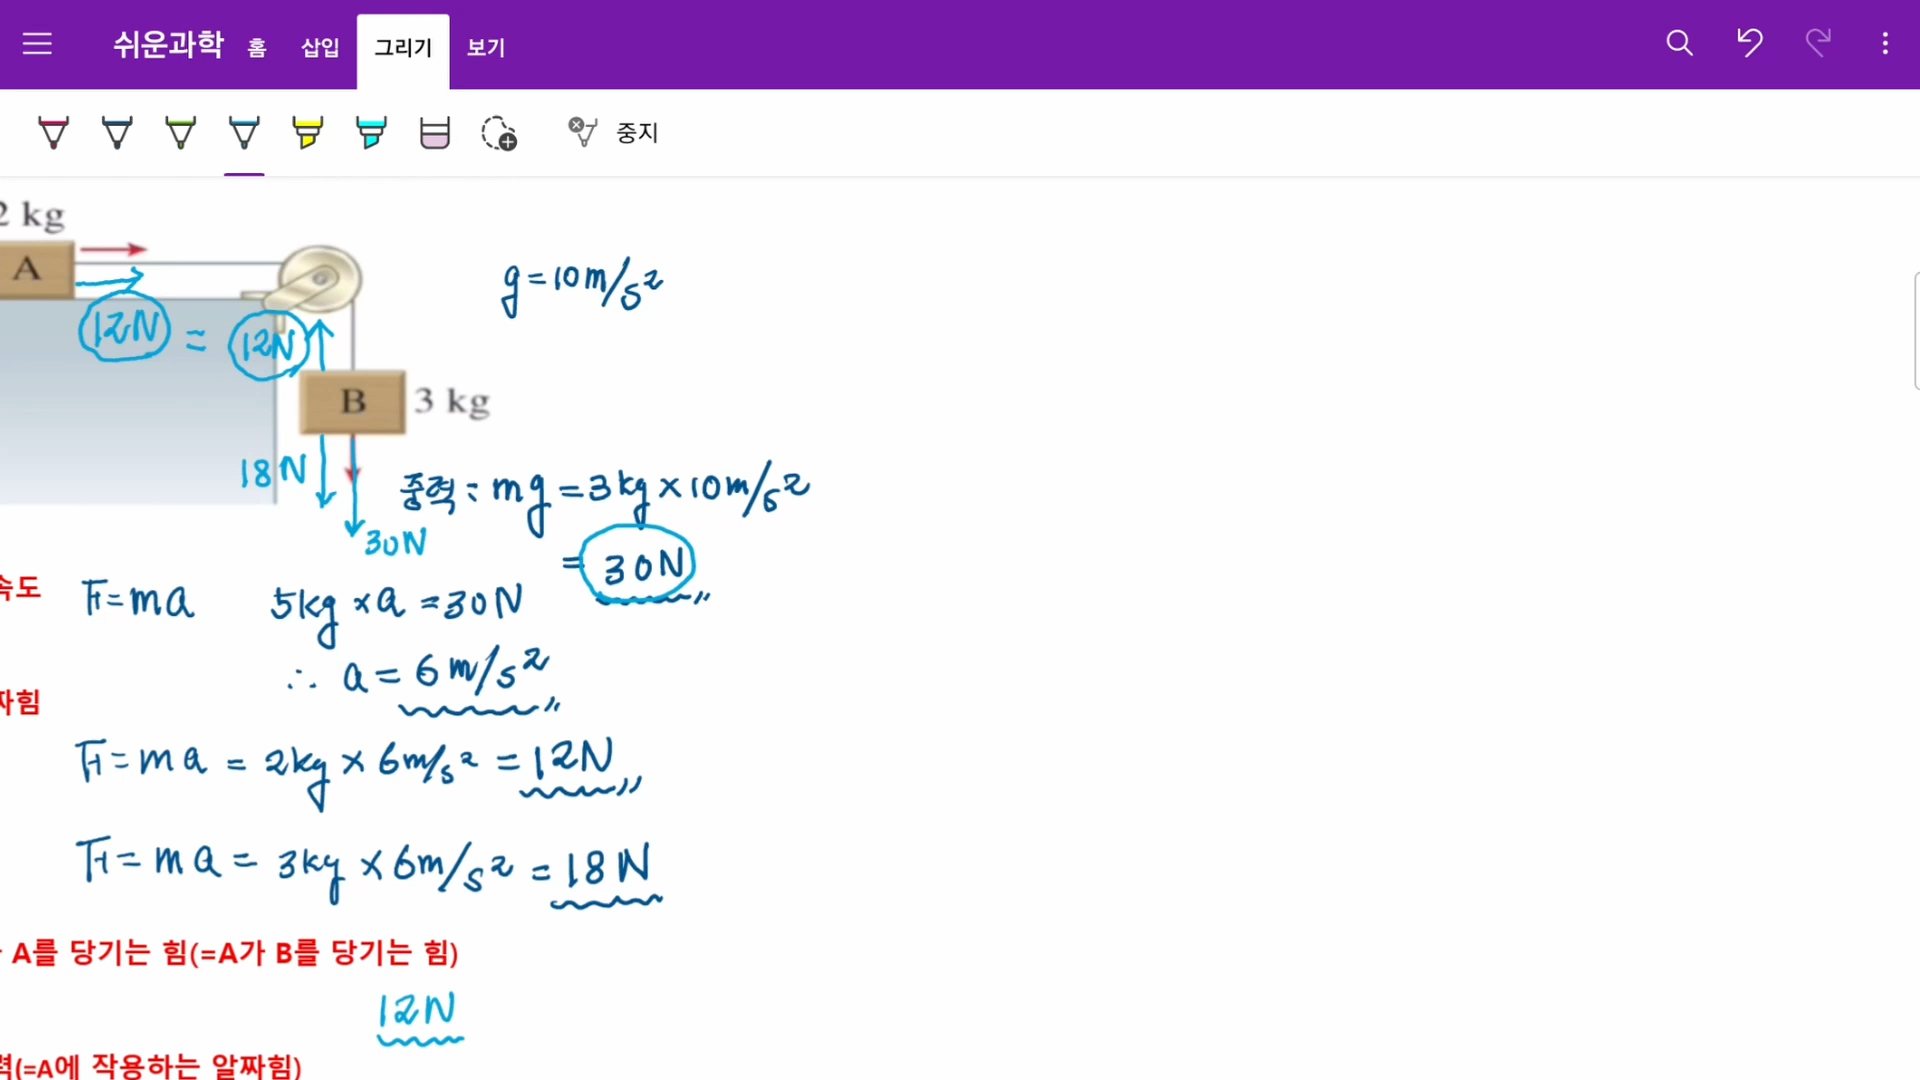 쉬운과학 홈 삽입 그리기 보기
중지
2 kg
A
g = 10m/s²
12N = 12N
B 3 kg
18N
중력 : mg = 3kg × 10m/s²
30N
= 30N
속도 F = ma 5kg × a = 30N
∴ a = 6m/s²
짜힘
F = ma = 2kg × 6m/s² = 12N
F = ma = 3kg × 6m/s² = 18N
A를 당기는 힘(=A가 B를 당기는 힘)
12N
력(=A에 작용하는 알짜힘)